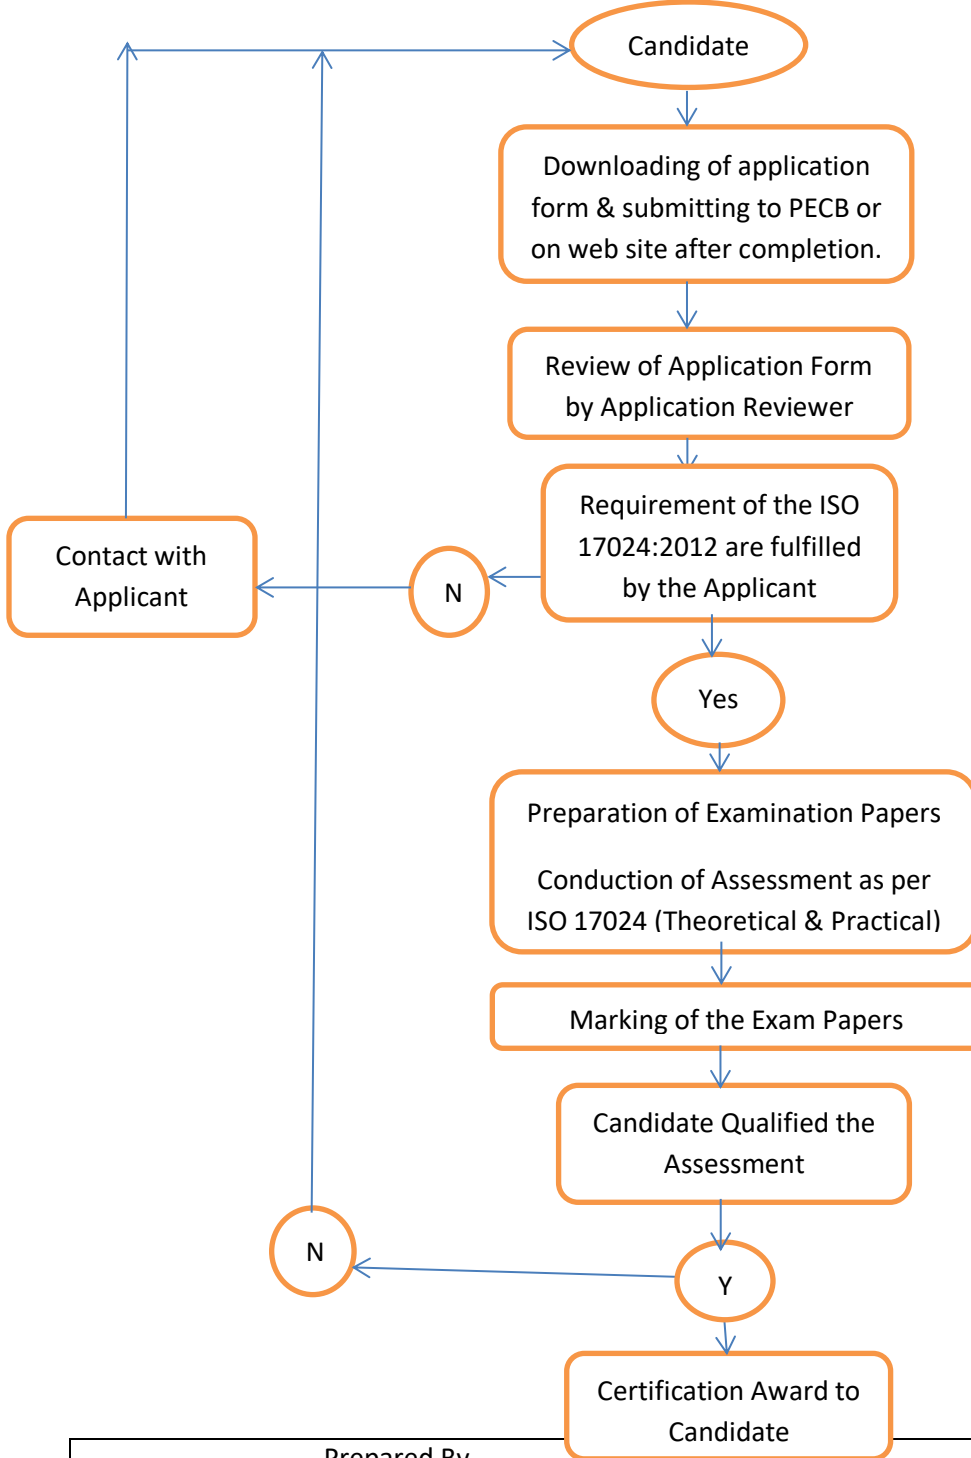 Candidate
Downloading of application
form & submitting to PECB or
on web site after completion.
Review of Application Form
by Application Reviewer
Requirement of the ISO
17024:2012 are fulfilled
by the Applicant
Contact with
Applicant
N
Yes
Preparation of Examination Papers
Conduction of Assessment as per
ISO 17024 (Theoretical & Practical)
Marking of the Exam Papers
Candidate Qualified the
Assessment
N
Y
Certification Award to
Candidate
Prepared By